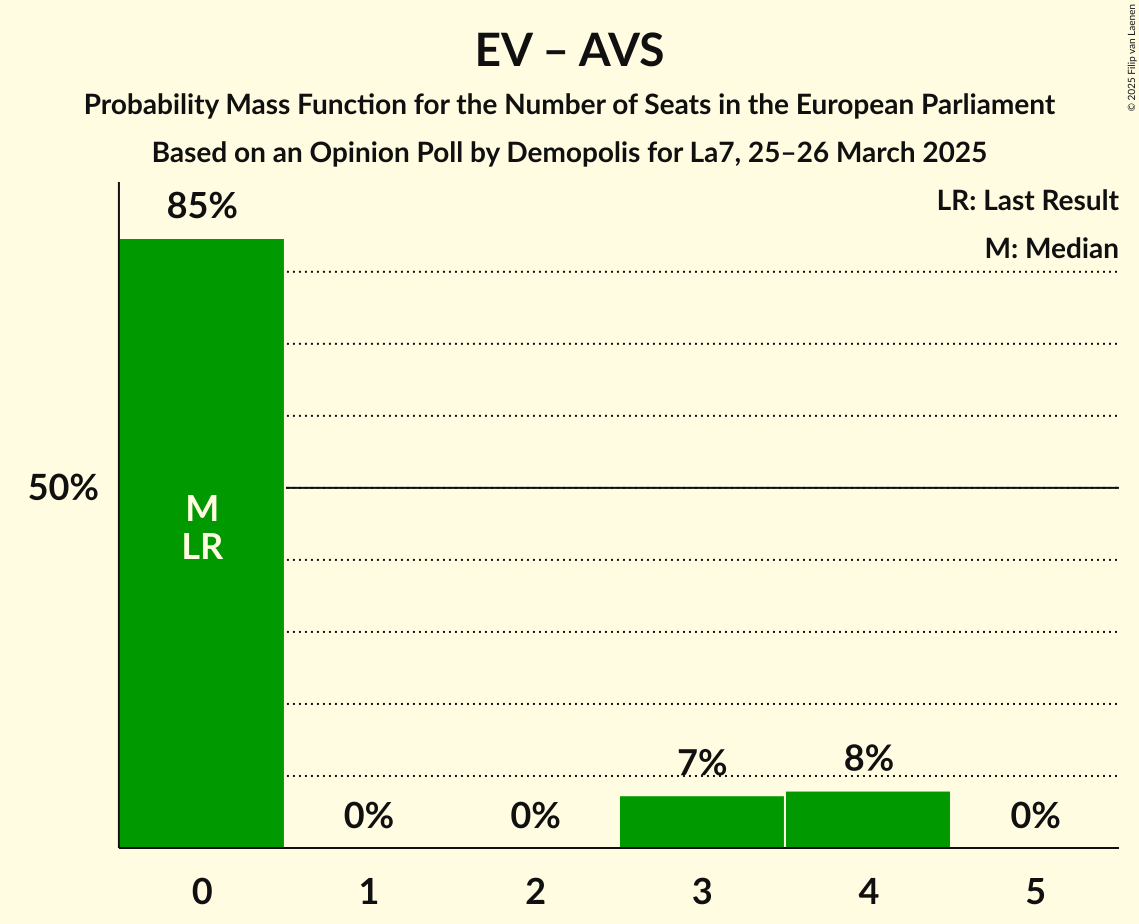 EV – AVS
Probability Mass Function for the Number of Seats in the European Parliament
Based on an Opinion Poll by Demopolis for La7, 25–26 March 2025
© 2025 Filip van Laenen
LR: Last Result
M: Median
85%
50%
M
LR
0%
0%
7%
8%
0%
0
1
2
3
4
5